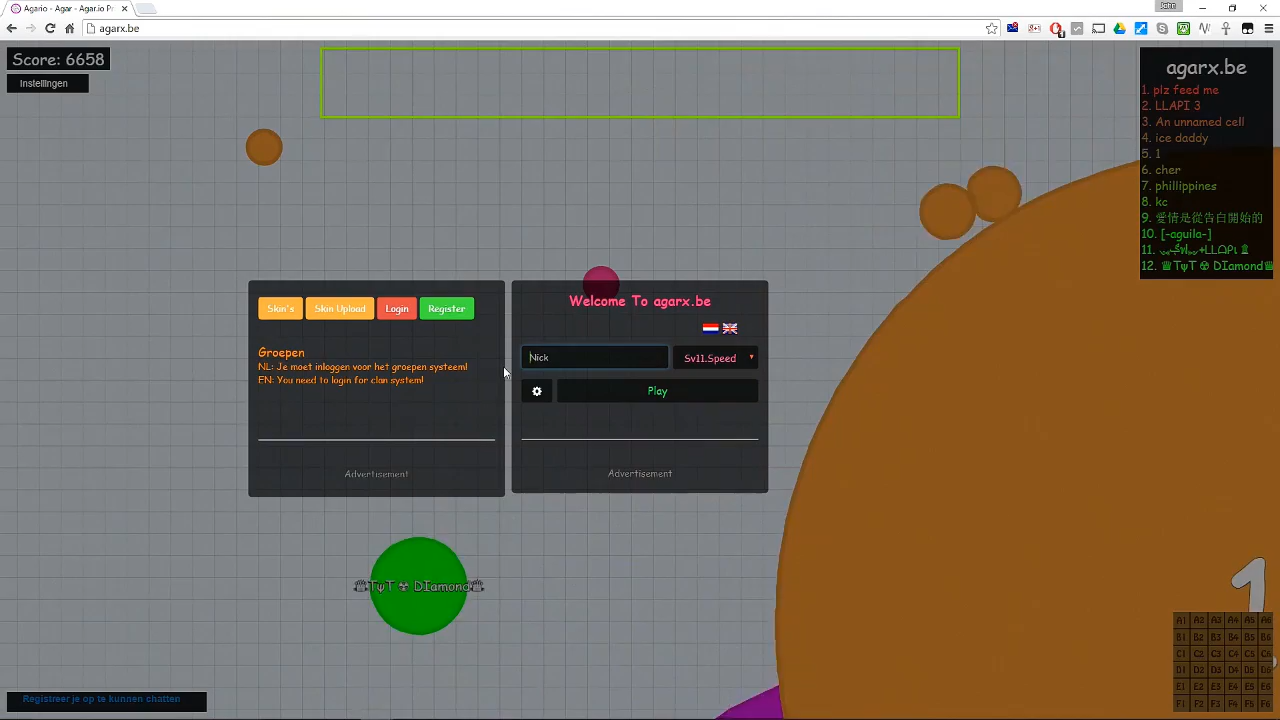 Agario - Agar - Agar.io Pr
John
agarx.be
Score: 6658
Instellingen
agarx.be
1. plz feed me
2. LLAPI 3
3. An unnamed cell
4. ice daddy
5. 1
6. cher
7. phillippines
8. kc
9. 愛情是從告白開始的
10. [-aguila-]
11.
12. ♕TψT ☢ DIamond♕
Skin's
Skin Upload
Login
Register
Groepen
NL: Je moet inloggen voor het groepen systeem!
EN: You need to login for clan system!
Advertisement
Welcome To agarx.be
Nick
Sv11.Speed
Play
Advertisement
♕TψT ☢ DIamond♕
1
A1 A2 A3 A4 A5 A6
B1 B2 B3 B4 B5 B6
C1 C2 C3 C4 C5 C6
D1 D2 D3 D4 D5 D6
E1 E2 E3 E4 E5 E6
F1 F2 F3 F4 F5 F6
Registreer je op te kunnen chatten